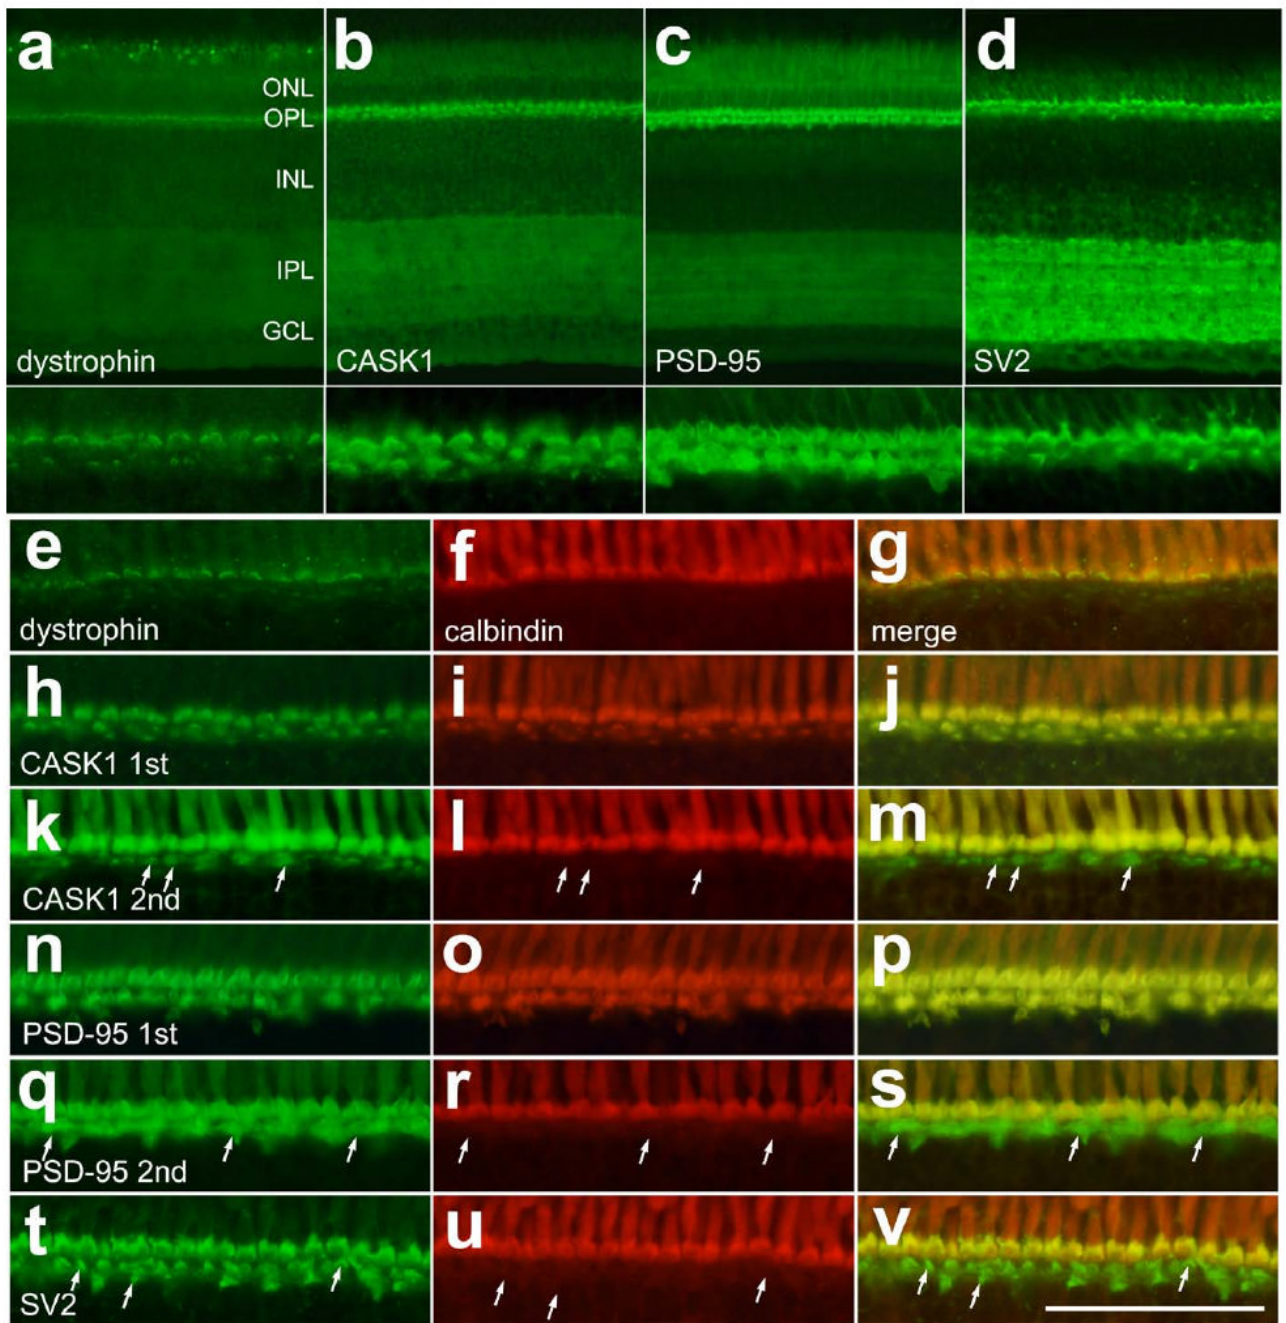 a b c d
ONL
OPL
INL
IPL
GCL
dystrophin CASK1 PSD-95 SV2
e f g
dystrophin calbindin merge
h i j
CASK1 1st
k l m
CASK1 2nd
n o p
PSD-95 1st
q r s
PSD-95 2nd
t u v
SV2